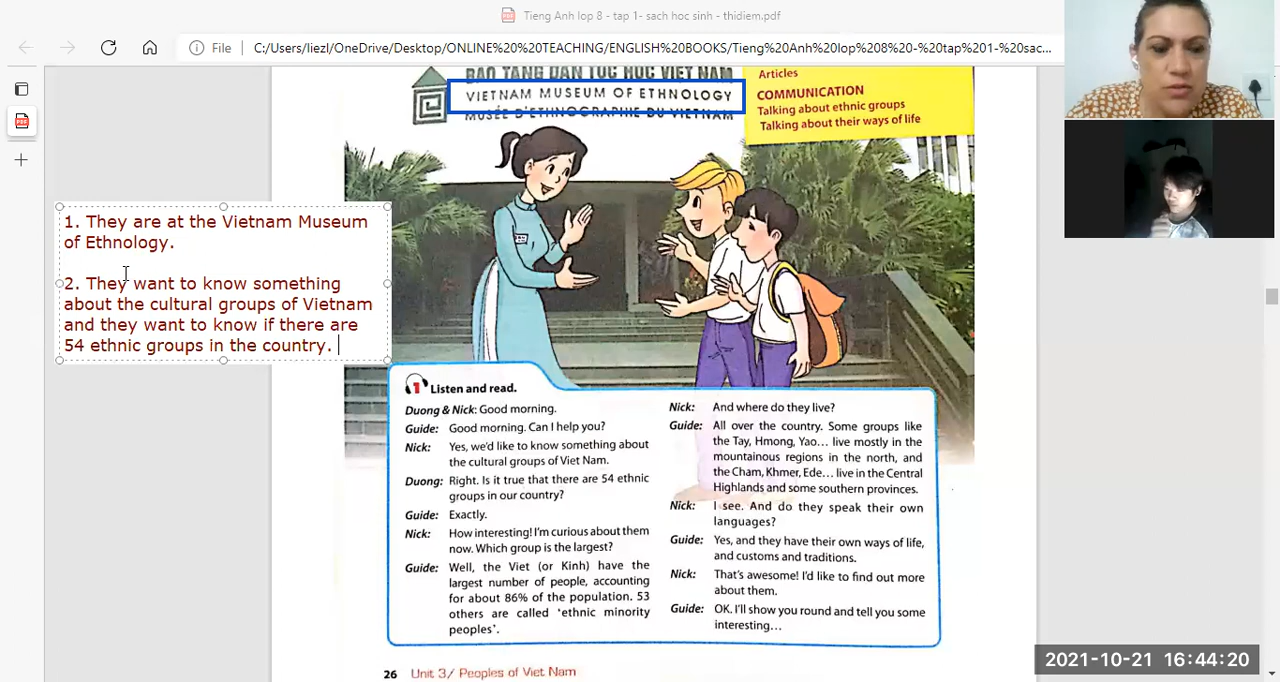 Tieng Anh lop 8 - tap 1- sach hoc sinh - thidiem.pdf
File
C:/Users/liezl/OneDrive/Desktop/ONLINE%20%20TEACHING/ENGLISH%20BOOKS/Tieng%20Anh%20lop%208%20-%20tap%201-%20sac...
BẢO TÀNG DÂN TỘC HỌC VIỆT NAM
VIETNAM MUSEUM OF ETHNOLOGY
MUSÉE D'ETHNOGRAPHIE DU VIETNAM
Articles
COMMUNICATION
Talking about ethnic groups
Talking about their ways of life
1. They are at the Vietnam Museum
of Ethnology.
2. They want to know something
about the cultural groups of Vietnam
and they want to know if there are
54 ethnic groups in the country.
1 Listen and read.
Duong & Nick: Good morning.
Guide: Good morning. Can I help you?
Nick: Yes, we'd like to know something about
the cultural groups of Viet Nam.
Duong: Right. Is it true that there are 54 ethnic
groups in our country?
Guide: Exactly.
Nick: How interesting! I'm curious about them
now. Which group is the largest?
Guide: Well, the Viet (or Kinh) have the
largest number of people, accounting
for about 86% of the population. 53
others are called 'ethnic minority
peoples'.
Nick: And where do they live?
Guide: All over the country. Some groups like
the Tay, Hmong, Yao... live mostly in the
mountainous regions in the north, and
the Cham, Khmer, Ede... live in the Central
Highlands and some southern provinces.
Nick: I see. And do they speak their own
languages?
Guide: Yes, and they have their own ways of life,
and customs and traditions.
Nick: That's awesome! I'd like to find out more
about them.
Guide: OK. I'll show you round and tell you some
interesting...
26 Unit 3/ Peoples of Viet Nam
2021-10-21 16:44:20